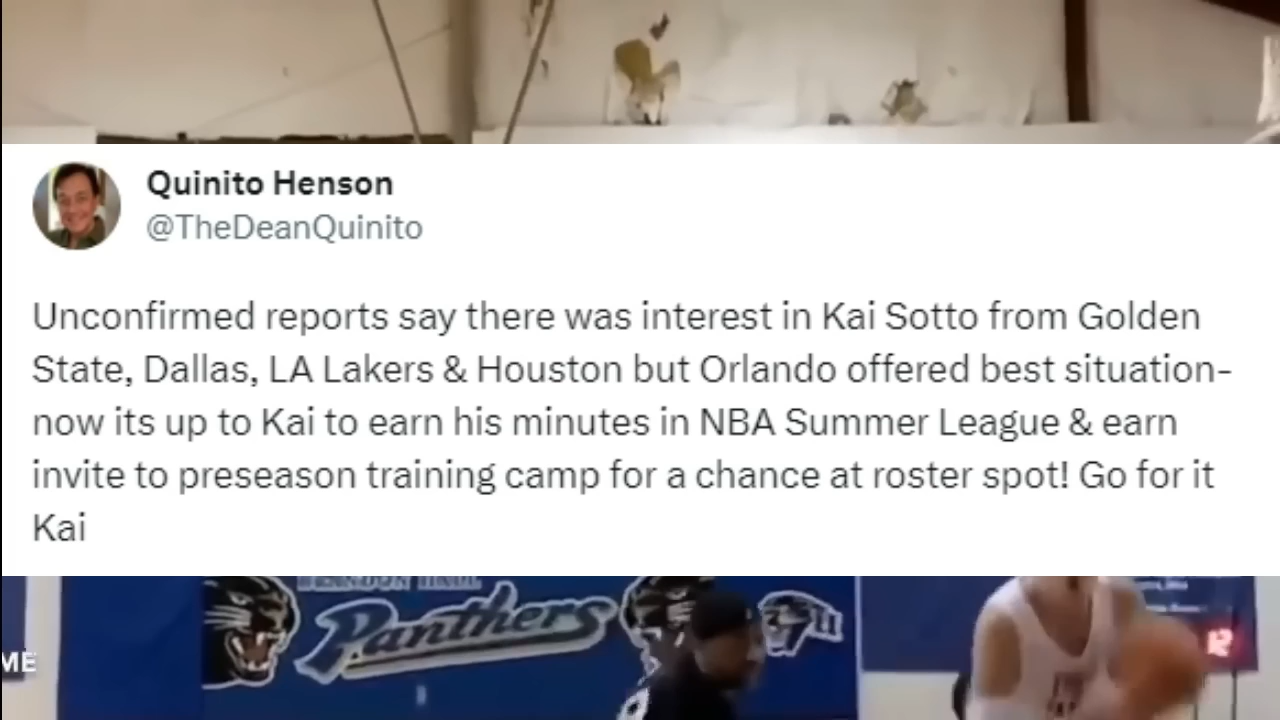 Quinito Henson
@TheDeanQuinito
Unconfirmed reports say there was interest in Kai Sotto from Golden
State, Dallas, LA Lakers & Houston but Orlando offered best situation-
now its up to Kai to earn his minutes in NBA Summer League & earn
invite to preseason training camp for a chance at roster spot! Go for it
Kai
Panthers
ME
12